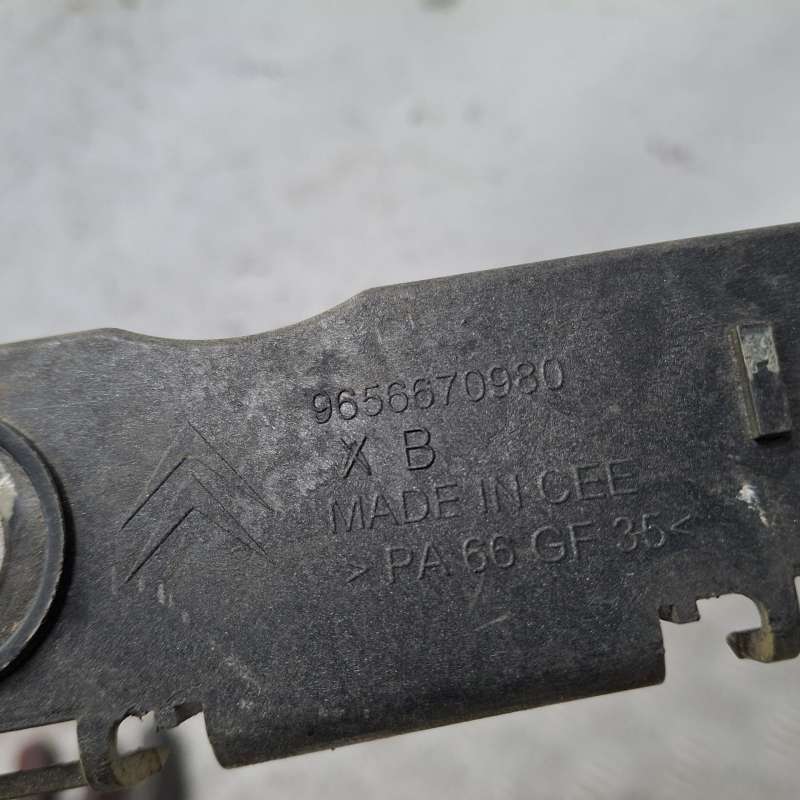 9656670980
X B
MADE IN CEE
> PA 66 GF 35 <